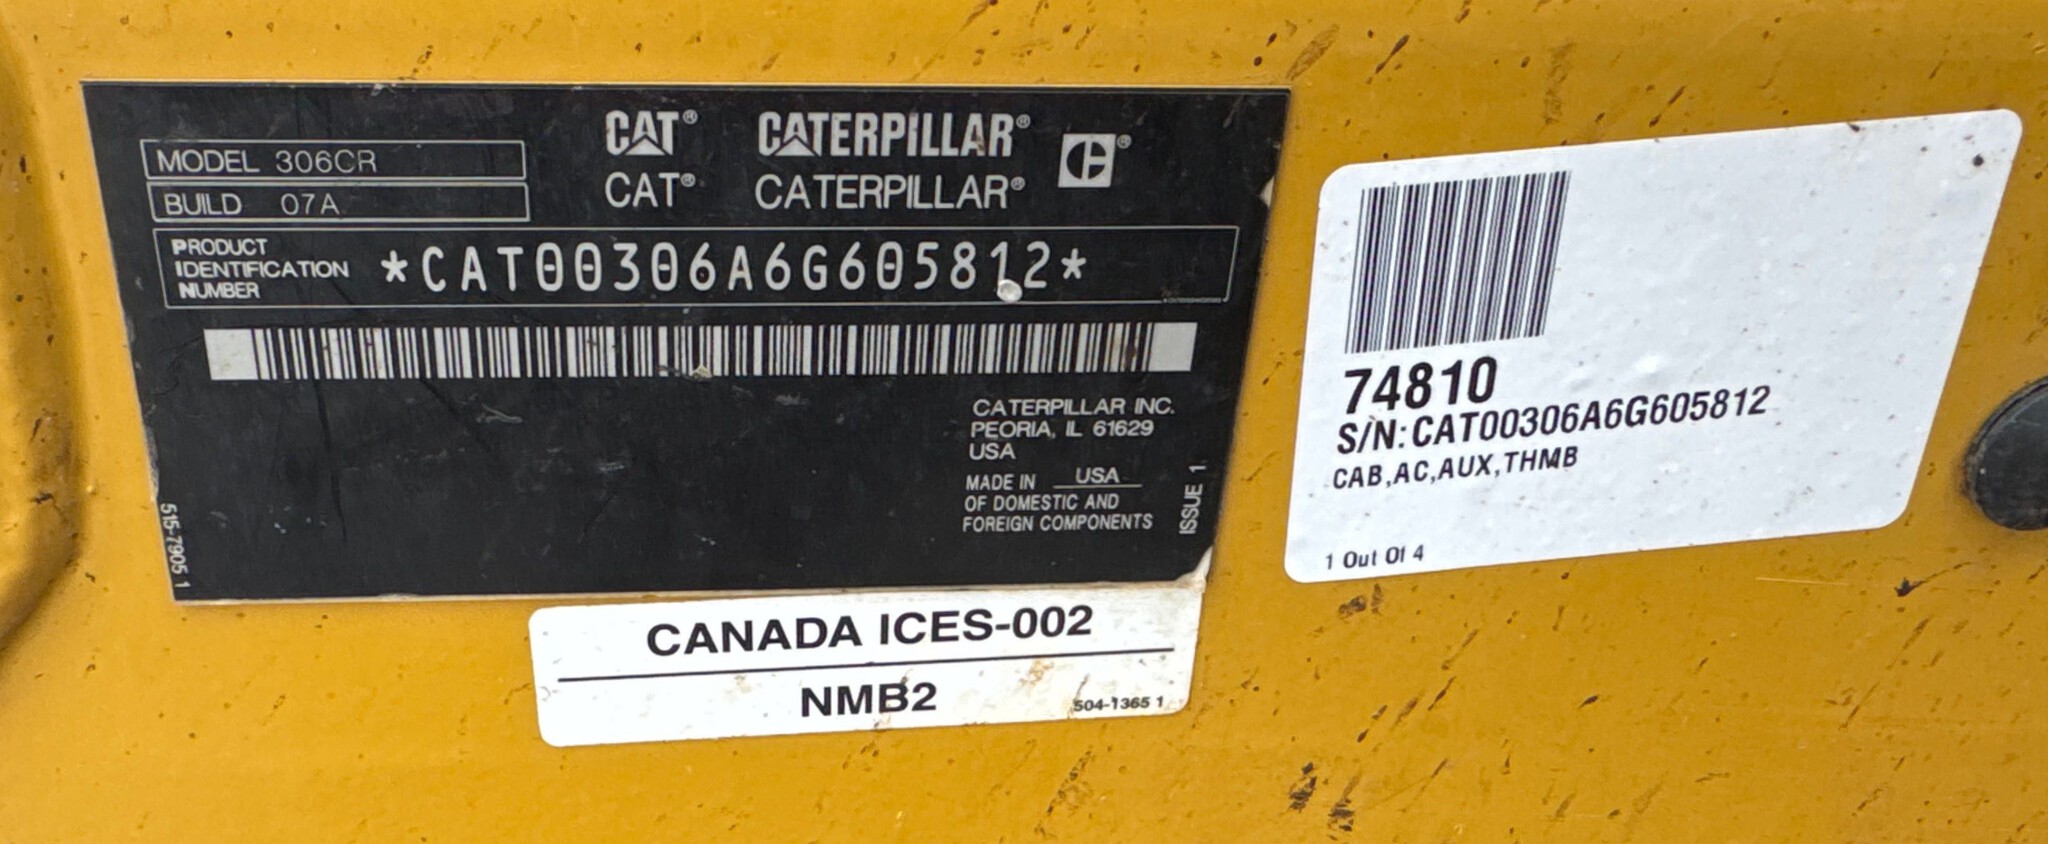 CAT® CATERPILLAR® ®
CAT® CATERPILLAR®
MODEL 306CR
BUILD 07A
PRODUCT
IDENTIFICATION
NUMBER
*CAT00306A6G605812*
CATERPILLAR INC.
PEORIA, IL 61629
USA
MADE IN USA
OF DOMESTIC AND
FOREIGN COMPONENTS
ISSUE 1
515-7905 1
CANADA ICES-002
NMB2
504-1365 1
74810
S/N:CAT00306A6G605812
CAB,AC,AUX,THMB
1 Out Of 4